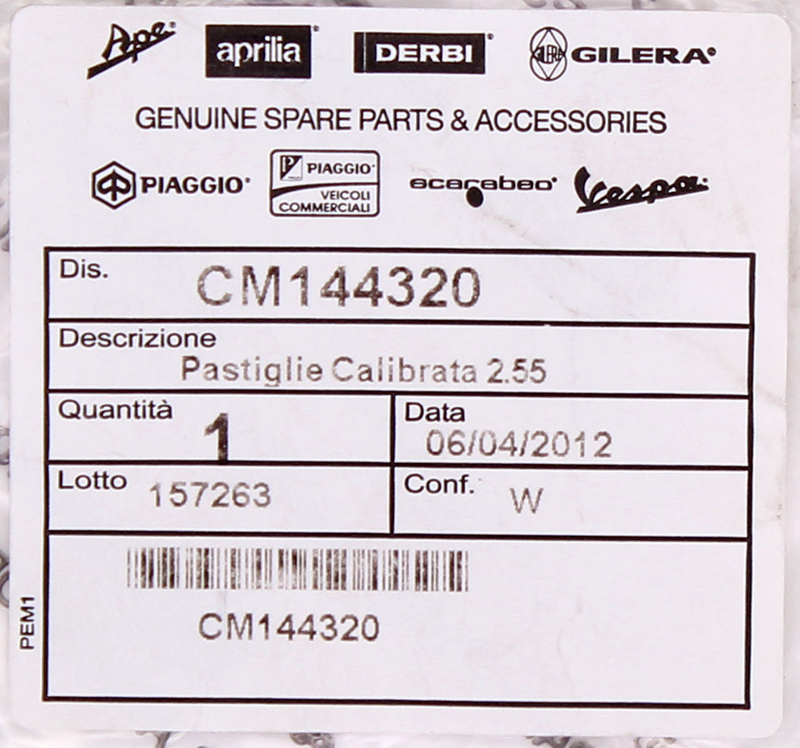 Ape® aprilia® DERBI® GILERA®
GENUINE SPARE PARTS & ACCESSORIES
PIAGGIO® PIAGGIO® scarabeo® Vespa®
VEICOLI
COMMERCIALI
Dis. CM144320
Descrizione
Pastiglie Calibrata 2.55
Quantità 1 Data 06/04/2012
Lotto 157263 Conf. W
CM144320
PEM1